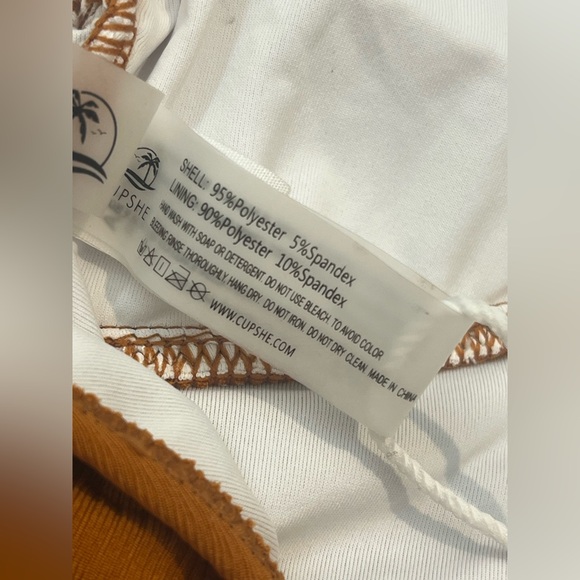 SHELL: 95%Polyester 5%Spandex
LINING: 90%Polyester 10%Spandex
HAND WASH WITH SOAP OR DETERGENT. DO NOT USE BLEACH. TO AVOID COLOR
BLEEDING RINSE THOROUGHLY. HANG DRY. DO NOT IRON. DO NOT DRY CLEAN. MADE IN CHINA
WWW.CUPSHE.COM
CUPSHE